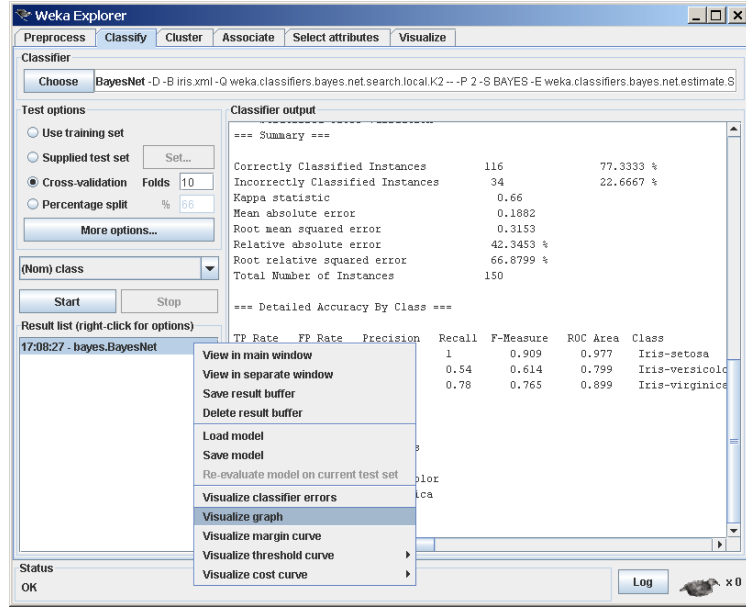 Weka Explorer
Preprocess Classify Cluster Associate Select attributes Visualize
Classifier
Choose BayesNet -D -B iris.xml -Q weka.classifiers.bayes.net.search.local.K2 -- -P 2 -S BAYES -E weka.classifiers.bayes.net.estimate.S
Test options
Use training set
Supplied test set Set...
Cross-validation Folds 10
Percentage split % 66
More options...
(Nom) class
Start Stop
Result list (right-click for options)
17:08:27 - bayes.BayesNet
Classifier output
=== Summary ===
Correctly Classified Instances 116 77.3333 %
Incorrectly Classified Instances 34 22.6667 %
Kappa statistic 0.66
Mean absolute error 0.1882
Root mean squared error 0.3153
Relative absolute error 42.3453 %
Root relative squared error 66.8799 %
Total Number of Instances 150
=== Detailed Accuracy By Class ===
TP Rate FP Rate Precision Recall F-Measure ROC Area Class
1 0.909 0.977 Iris-setosa
0.54 0.614 0.799 Iris-versicolo
0.78 0.765 0.899 Iris-virginica
s
olor
ica
View in main window
View in separate window
Save result buffer
Delete result buffer
Load model
Save model
Re-evaluate model on current test set
Visualize classifier errors
Visualize graph
Visualize margin curve
Visualize threshold curve
Visualize cost curve
Status
OK
Log
x 0